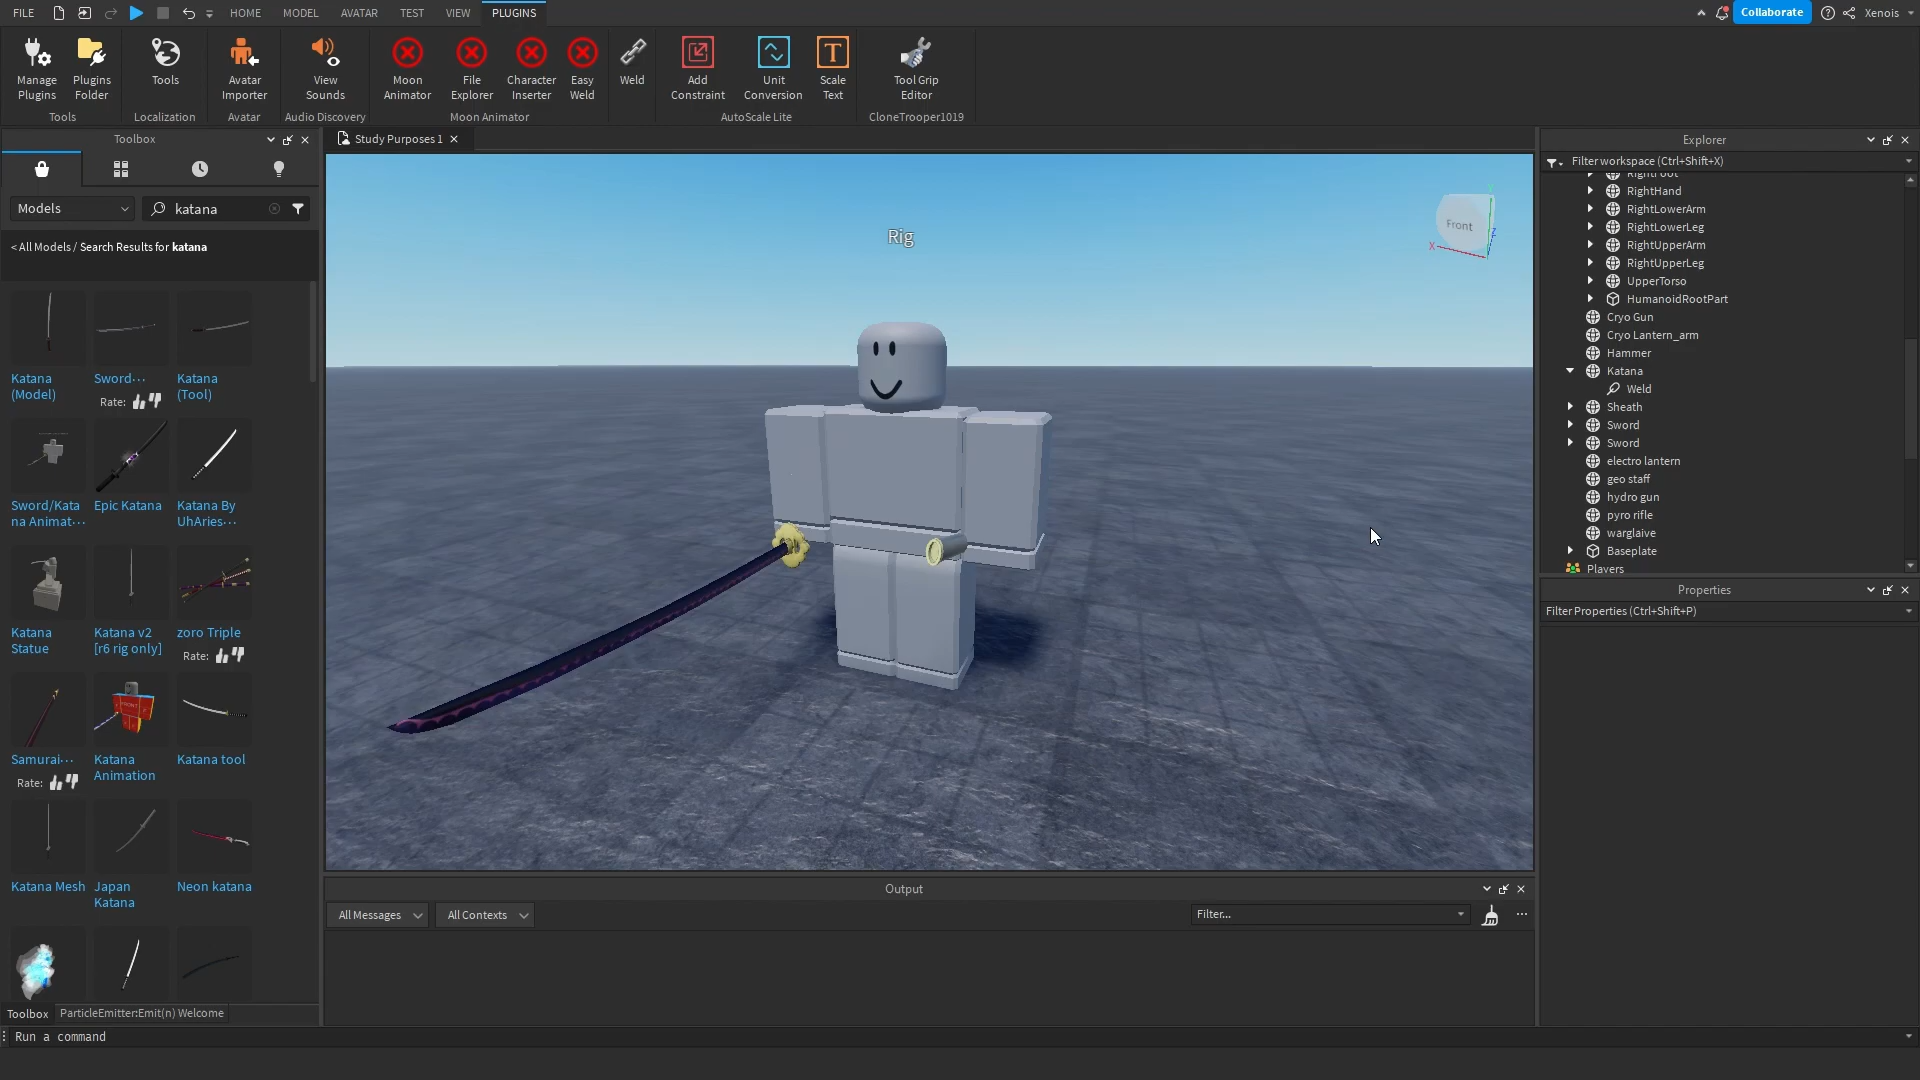 FILE
HOME
MODEL
AVATAR
TEST
VIEW
PLUGINS
Collaborate
Xenois
Manage
Plugins
Plugins
Folder
Tools
Tools
Localization
Avatar
Importer
Avatar
View
Sounds
Audio Discovery
Moon
Animator
File
Explorer
Character
Inserter
Easy
Weld
Moon Animator
Weld
Add
Constraint
Unit
Conversion
T
Scale
Text
AutoScale Lite
Tool Grip
Editor
CloneTrooper1019
Toolbox
Models
katana
< All Models / Search Results for katana
Katana
(Model)
Sword···
Rate:
Katana
(Tool)
Sword/Kata
na Animat···
Epic Katana
Katana By
UhAries···
Katana
Statue
Katana v2
[r6 rig only]
zoro Triple
Rate:
Samurai···
Rate:
Katana
Animation
Katana tool
Katana Mesh
Japan
Katana
Neon katana
Toolbox
ParticleEmitter:Emit(n) Welcome
Run a command
Study Purposes 1
Rig
Front
X
Y
Z
Output
All Messages
All Contexts
Filter...
Explorer
Filter workspace (Ctrl+Shift+X)
RightFoot
RightHand
RightLowerArm
RightLowerLeg
RightUpperArm
RightUpperLeg
UpperTorso
HumanoidRootPart
Cryo Gun
Cryo Lantern_arm
Hammer
Katana
Weld
Sheath
Sword
Sword
electro lantern
geo staff
hydro gun
pyro rifle
warglaive
Baseplate
Players
Properties
Filter Properties (Ctrl+Shift+P)